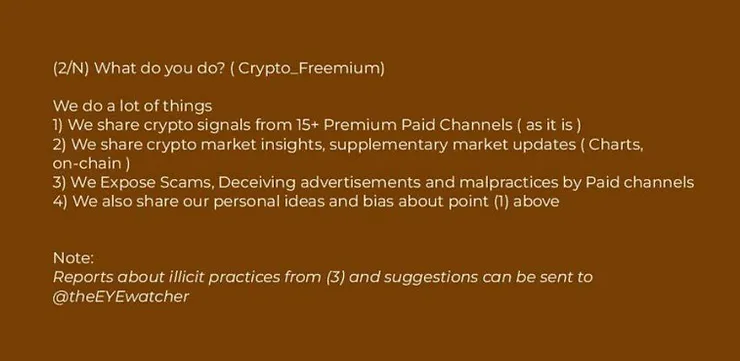 (2/N) What do you do? ( Crypto_Freemium)
We do a lot of things
1) We share crypto signals from 15+ Premium Paid Channels ( as it is )
2) We share crypto market insights, supplementary market updates ( Charts,
on-chain )
3) We Expose Scams, Deceiving advertisements and malpractices by Paid channels
4) We also share our personal ideas and bias about point (1) above
Note:
Reports about illicit practices from (3) and suggestions can be sent to
@theEYEwatcher